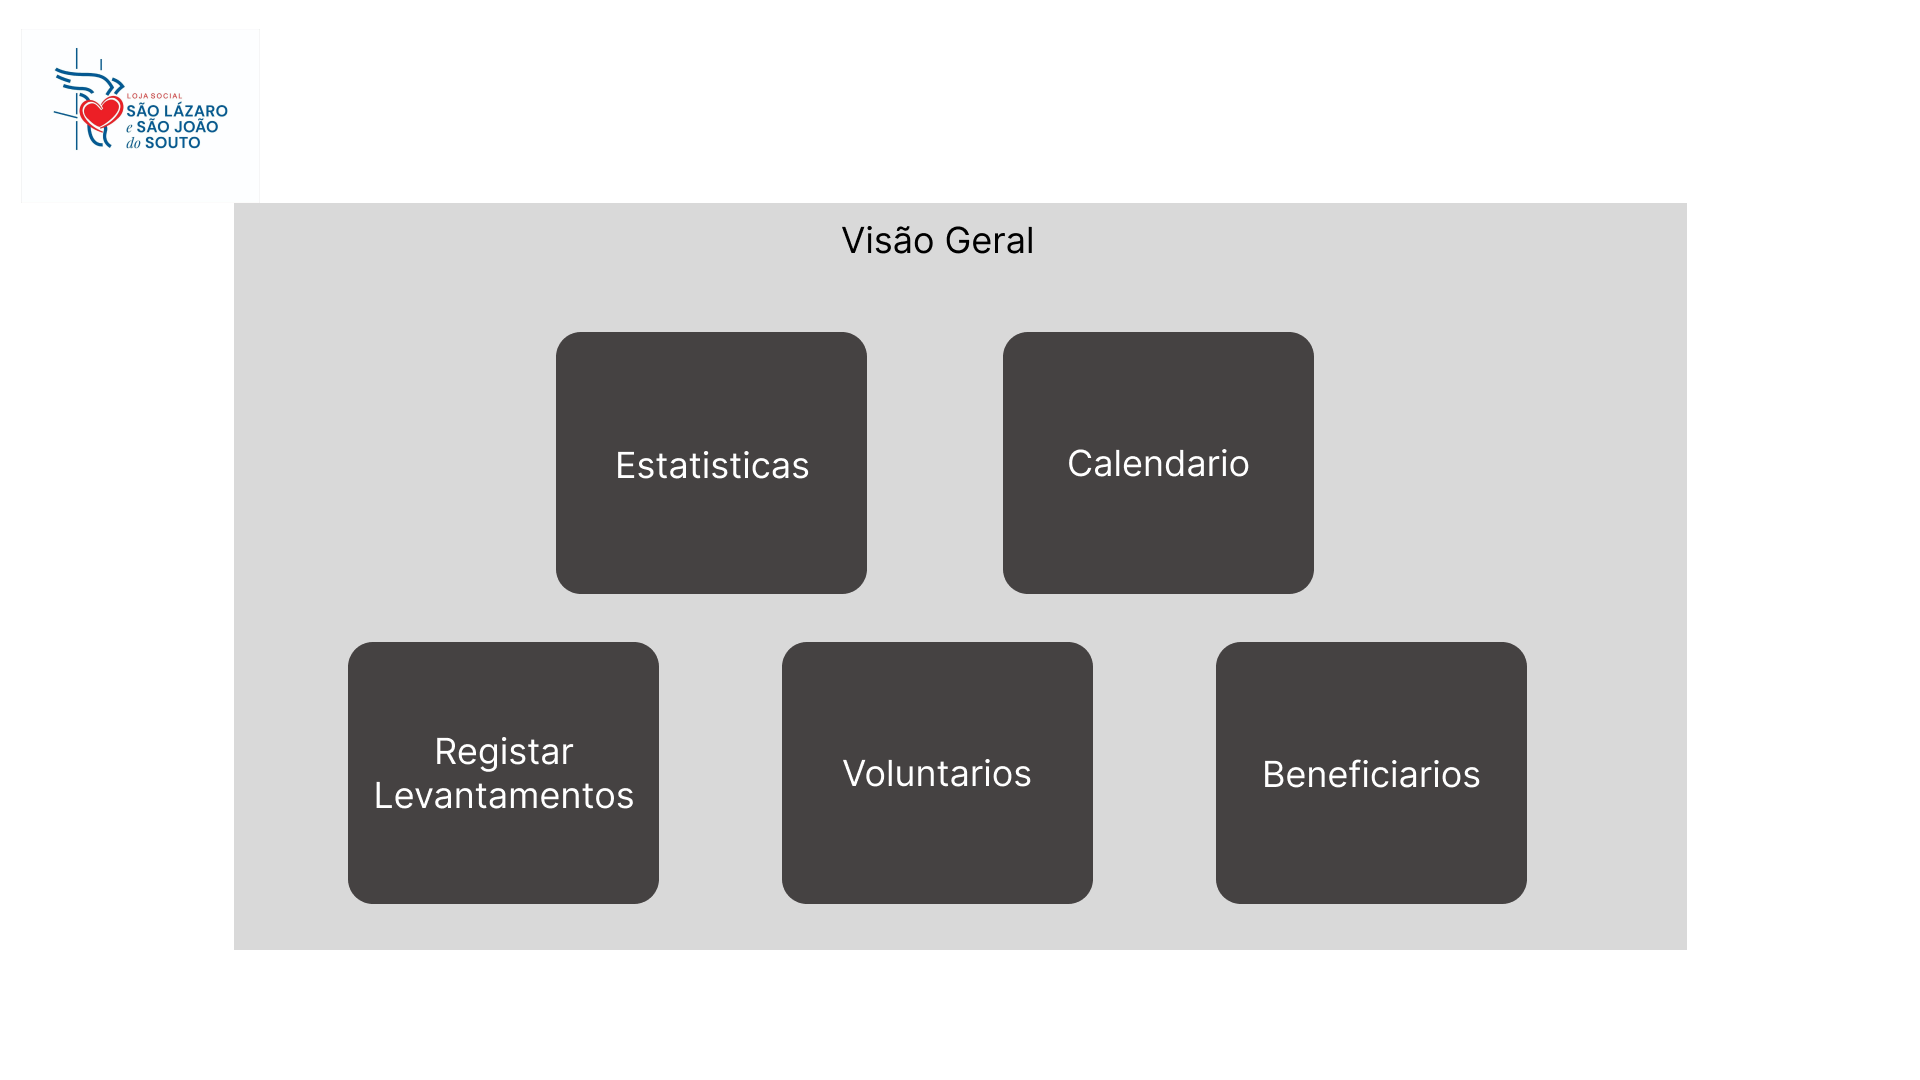 LOJA SOCIAL
SÃO LÁZARO
e SÃO JOÃO
do SOUTO
Visão Geral
Estatisticas
Calendario
Registar
Levantamentos
Voluntarios
Beneficiarios